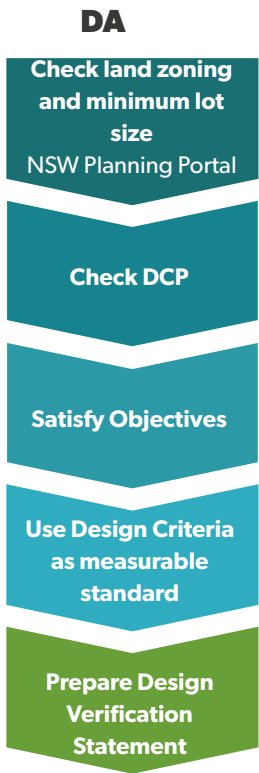 DA
Check land zoning
and minimum lot
size
NSW Planning Portal
Check DCP
Satisfy Objectives
Use Design Criteria
as measurable
standard
Prepare Design
Verification
Statement